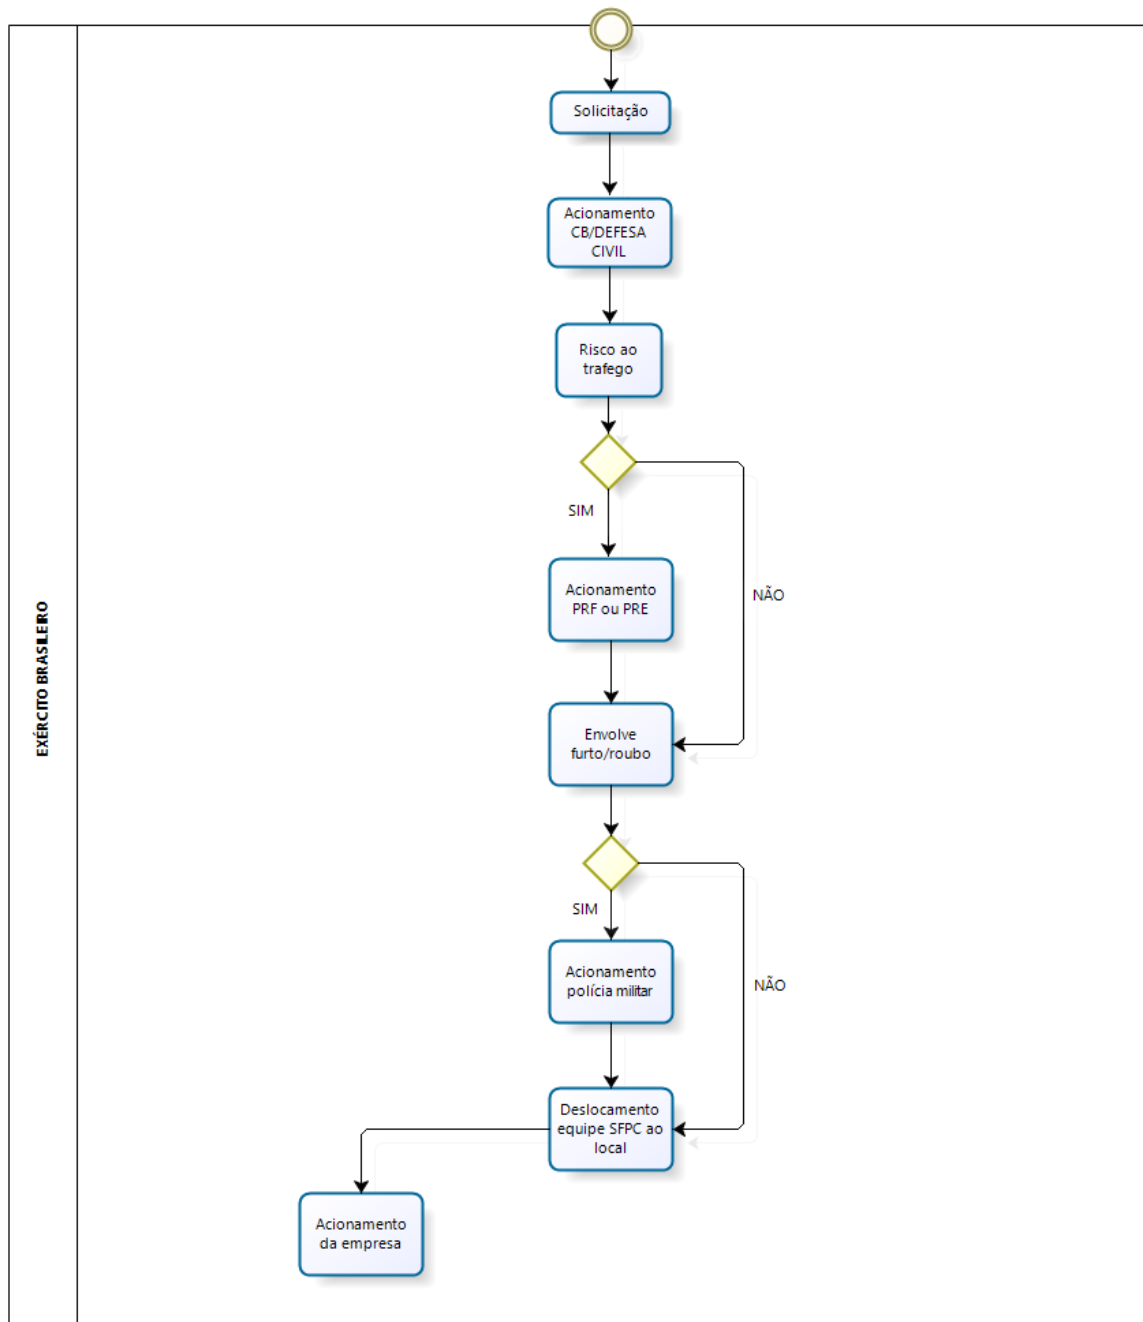 EXÉRCITO BRASILEIRO
Solicitação
Acionamento
CB/DEFESA
CIVIL
Risco ao
trafego
SIM
NÃO
Acionamento
PRF ou PRE
Envolve
furto/roubo
SIM
NÃO
Acionamento
polícia militar
Deslocamento
equipe SFPC ao
local
Acionamento
da empresa